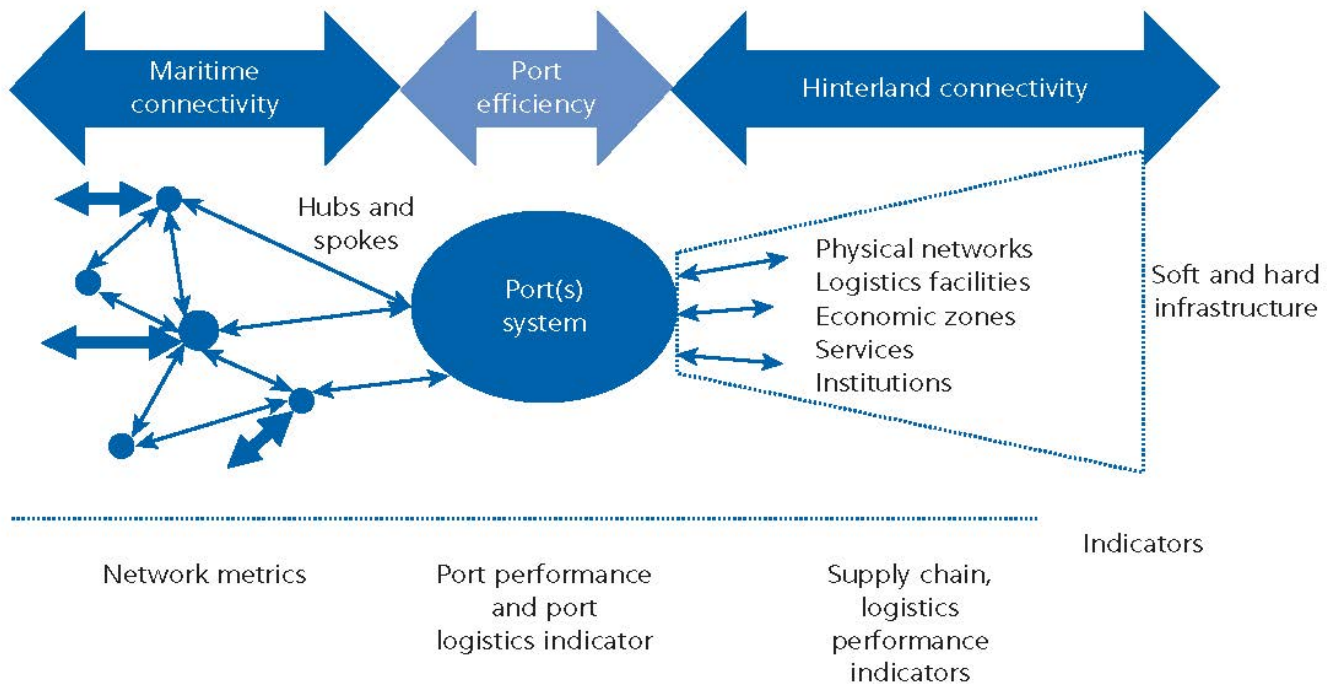 Maritime
connectivity
Port
efficiency
Hinterland connectivity
Hubs and
spokes
Port(s)
system
Physical networks
Logistics facilities
Economic zones
Services
Institutions
Soft and hard
infrastructure
Indicators
Network metrics
Port performance
and port
logistics indicator
Supply chain,
logistics
performance
indicators